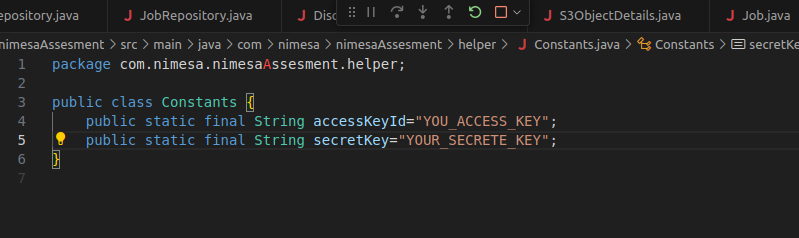 epository.java JobRepository.java Disc S3ObjectDetails.java Job.java
nimesaAssesment > src > main > java > com > nimesa > nimesaAssesment > helper > Constants.java > Constants > secretKe
1 package com.nimesa.nimesaAssesment.helper;
2
3 public class Constants {
4 public static final String accessKeyId="YOU_ACCESS_KEY";
5 public static final String secretKey="YOUR_SECRETE_KEY";
6 }
7